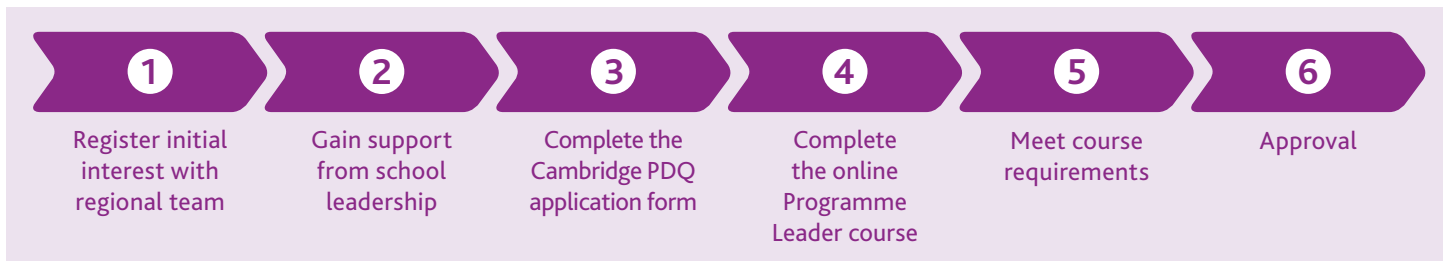 1
Register initial
interest with
regional team
2
Gain support
from school
leadership
3
Complete the
Cambridge PDQ
application form
4
Complete
the online
Programme
Leader course
5
Meet course
requirements
6
Approval